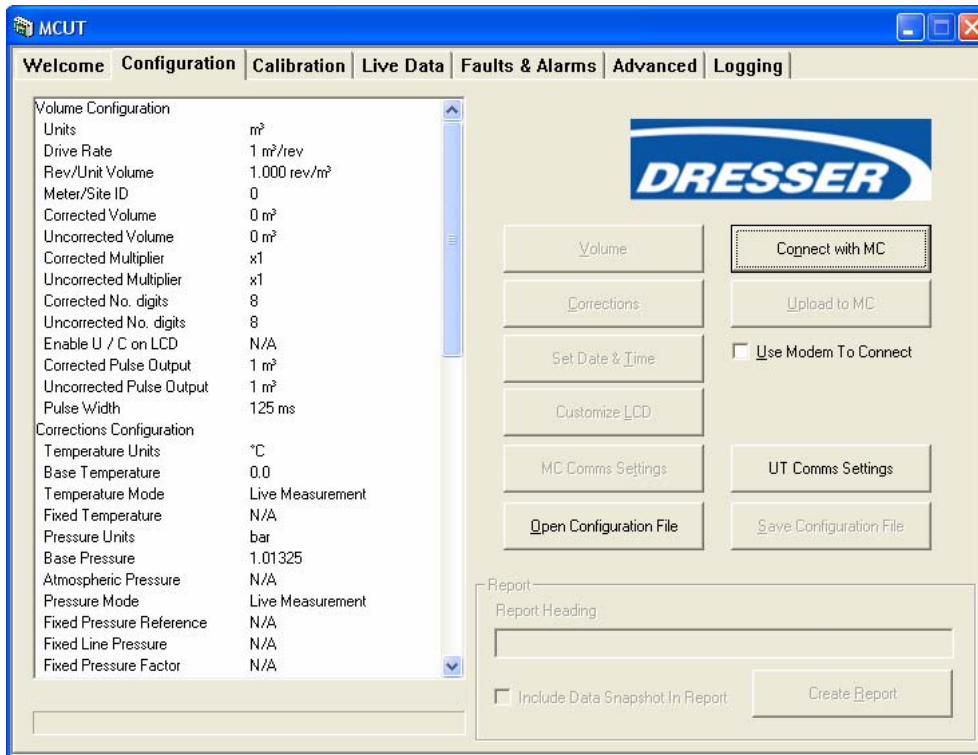 MCUT
Welcome Configuration Calibration Live Data Faults & Alarms Advanced Logging
Volume Configuration
Units m³
Drive Rate 1 m³/rev
Rev/Unit Volume 1.000 rev/m³
Meter/Site ID 0
Corrected Volume 0 m³
Uncorrected Volume 0 m³
Corrected Multiplier x1
Uncorrected Multiplier x1
Corrected No. digits 8
Uncorrected No. digits 8
Enable U / C on LCD N/A
Corrected Pulse Output 1 m³
Uncorrected Pulse Output 1 m³
Pulse Width 125 ms
Corrections Configuration
Temperature Units °C
Base Temperature 0.0
Temperature Mode Live Measurement
Fixed Temperature N/A
Pressure Units bar
Base Pressure 1.01325
Atmospheric Pressure N/A
Pressure Mode Live Measurement
Fixed Pressure Reference N/A
Fixed Line Pressure N/A
Fixed Pressure Factor N/A
DRESSER
Volume Connect with MC
Corrections Upload to MC
Set Date & Time Use Modem To Connect
Customize LCD
MC Comms Settings UT Comms Settings
Open Configuration File Save Configuration File
Report
Report Heading
Include Data Snapshot In Report Create Report